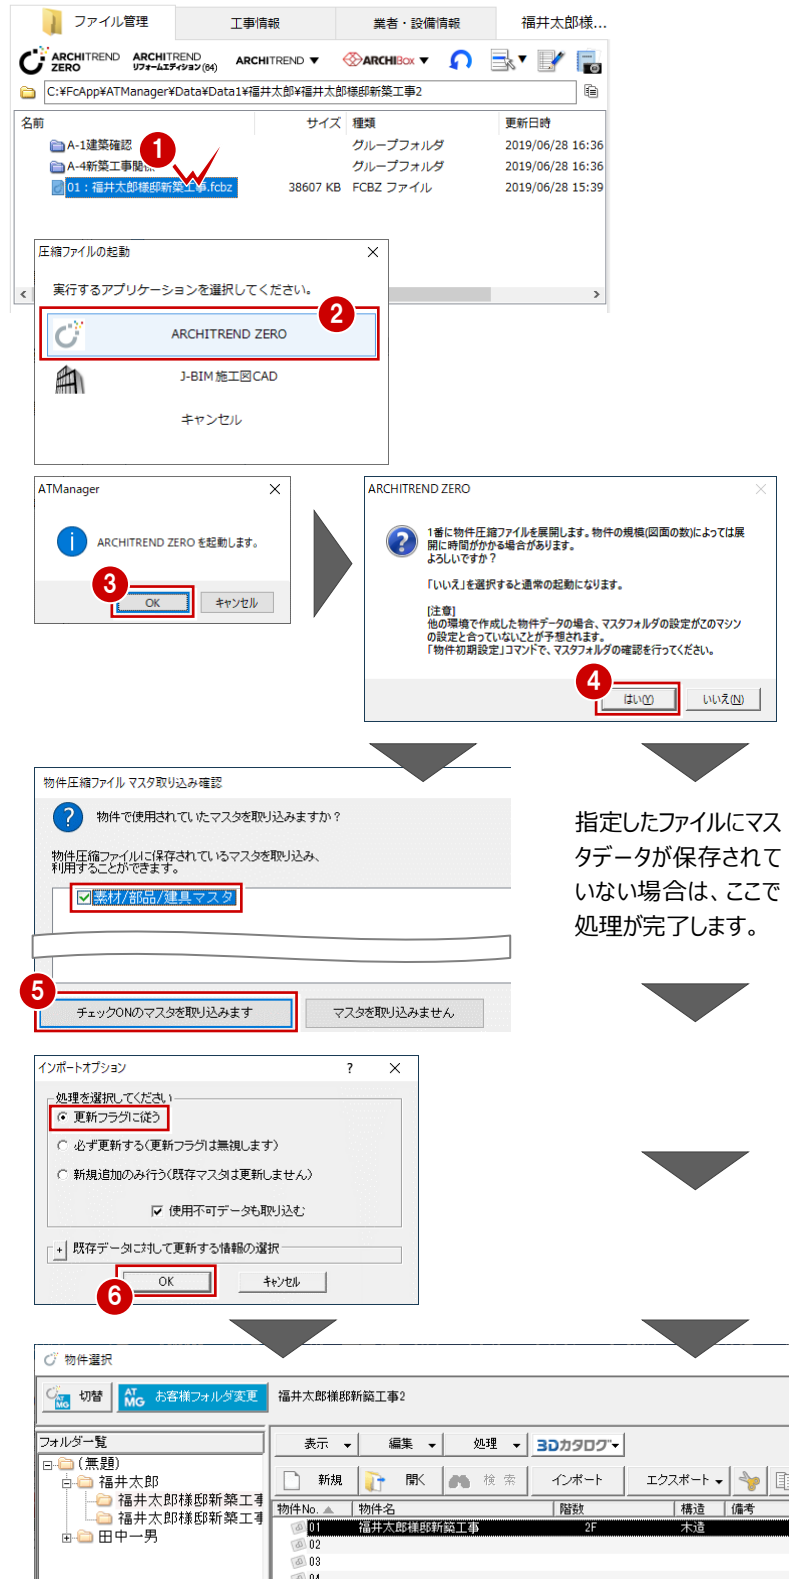 ファイル管理 工事情報 業者・設備情報 福井太郎様...
ARCHITREND ZERO ARCHITREND リフォームエディション(64) ARCHITREND ▼ ARCHIBox ▼
C:¥FcApp¥ATManager¥Data¥Data1¥福井太郎¥福井太郎様邸新築工事2
名前 サイズ 種類 更新日時
A-1建築確認 グループフォルダ 2019/06/28 16:36
1
A-4新築工事関係 グループフォルダ 2019/06/28 16:36
01：福井太郎様邸新築工事.fcbz 38607 KB FCBZ ファイル 2019/06/28 15:39
圧縮ファイルの起動
実行するアプリケーションを選択してください。
2
ARCHITREND ZERO
J-BIM 施工図CAD
キャンセル
ATManager
ARCHITREND ZERO を起動します。
3
OK キャンセル
ARCHITREND ZERO
1番に物件圧縮ファイルを展開します。物件の規模(図面の数)によっては展
開に時間がかかる場合があります。
よろしいですか？
「いいえ」を選択すると通常の起動になります。
[注意]
他の環境で作成した物件データの場合、マスタフォルダの設定がこのマシン
の設定と合っていないことが予想されます。
「物件初期設定」コマンドで、マスタフォルダの確認を行ってください。
4
はい(Y) いいえ(N)
物件圧縮ファイル マスタ取り込み確認
物件で使用されていたマスタを取り込みますか？
物件圧縮ファイルに保存されているマスタを取り込み、
利用することができます。
素材/部品/建具マスタ
5
チェックONのマスタを取り込みます マスタを取り込みません
指定したファイルにマス
タデータが保存されて
いない場合は、ここで
処理が完了します。
インポートオプション ?
処理を選択してください
更新フラグに従う
必ず更新する(更新フラグは無視します)
新規追加のみ行う(既存マスタは更新しません)
使用不可データも取り込む
+ 既存データに対して更新する情報の選択
6
OK キャンセル
物件選択
AT MG 切替 AT MG お客様フォルダ変更 福井太郎様邸新築工事2
フォルダ一覧
表示 編集 処理 3Dカタログ
(無題)
福井太郎
福井太郎様邸新築工事
福井太郎様邸新築工事
田中一男
新規 開く 検索 インポート エクスポート
物件No. 物件名 階数 構造 備考
01 福井太郎様邸新築工事 2F 木造
02
03
04